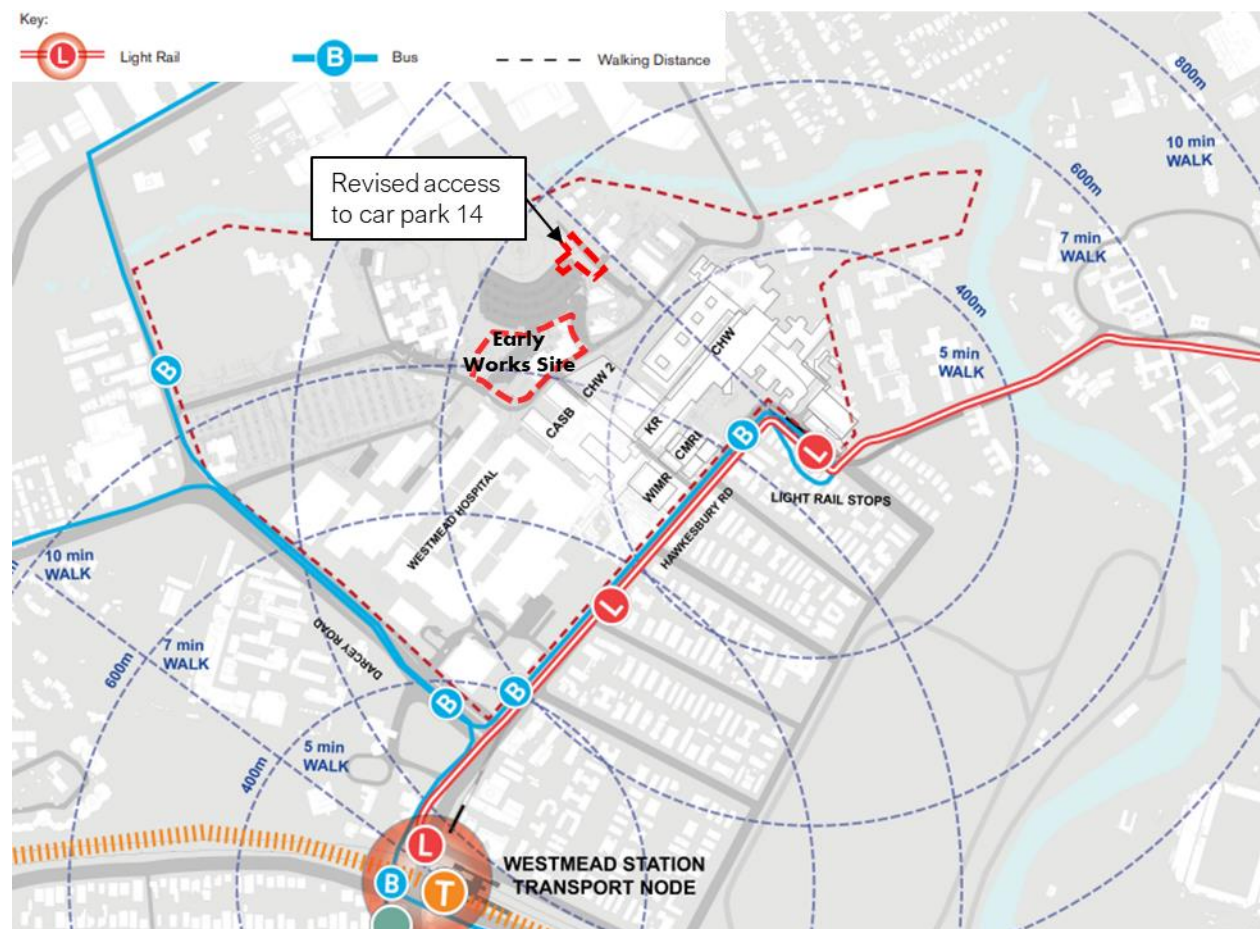 Key:
L
Light Rail
B
Bus
Walking Distance
800m
10 min
WALK
600m
Revised access
to car park 14
7 min
WALK
400m
5 min
WALK
Early
Works Site
CHW
CHW 2
CASB
KR
CMRI
WIMR
B
B
L
LIGHT RAIL STOPS
HAWKESBURY RD
WESTMEAD HOSPITAL
10 min
WALK
L
7 min
WALK
600m
DARCEY ROAD
B
B
5 min
WALK
400m
L
WESTMEAD STATION
TRANSPORT NODE
B
T